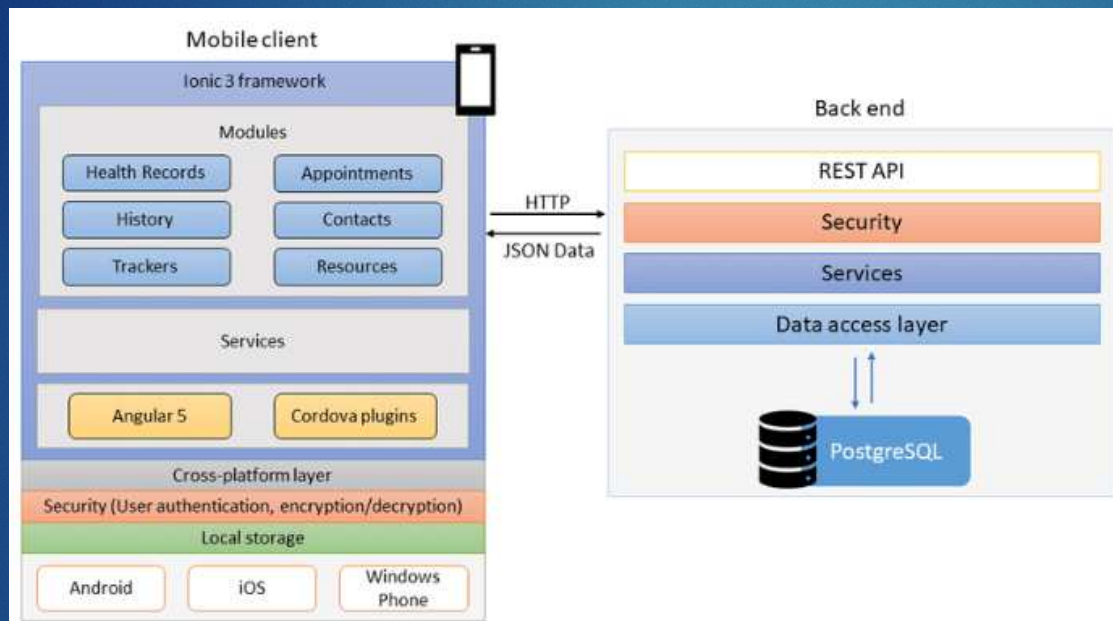 Mobile client
Ionic 3 framework
Modules
Health Records
Appointments
History
Contacts
Trackers
Resources
Services
Angular 5
Cordova plugins
Cross-platform layer
Security (User authentication, encryption/decryption)
Local storage
Android
iOS
Windows
Phone
HTTP
JSON Data
Back end
REST API
Security
Services
Data access layer
PostgreSQL